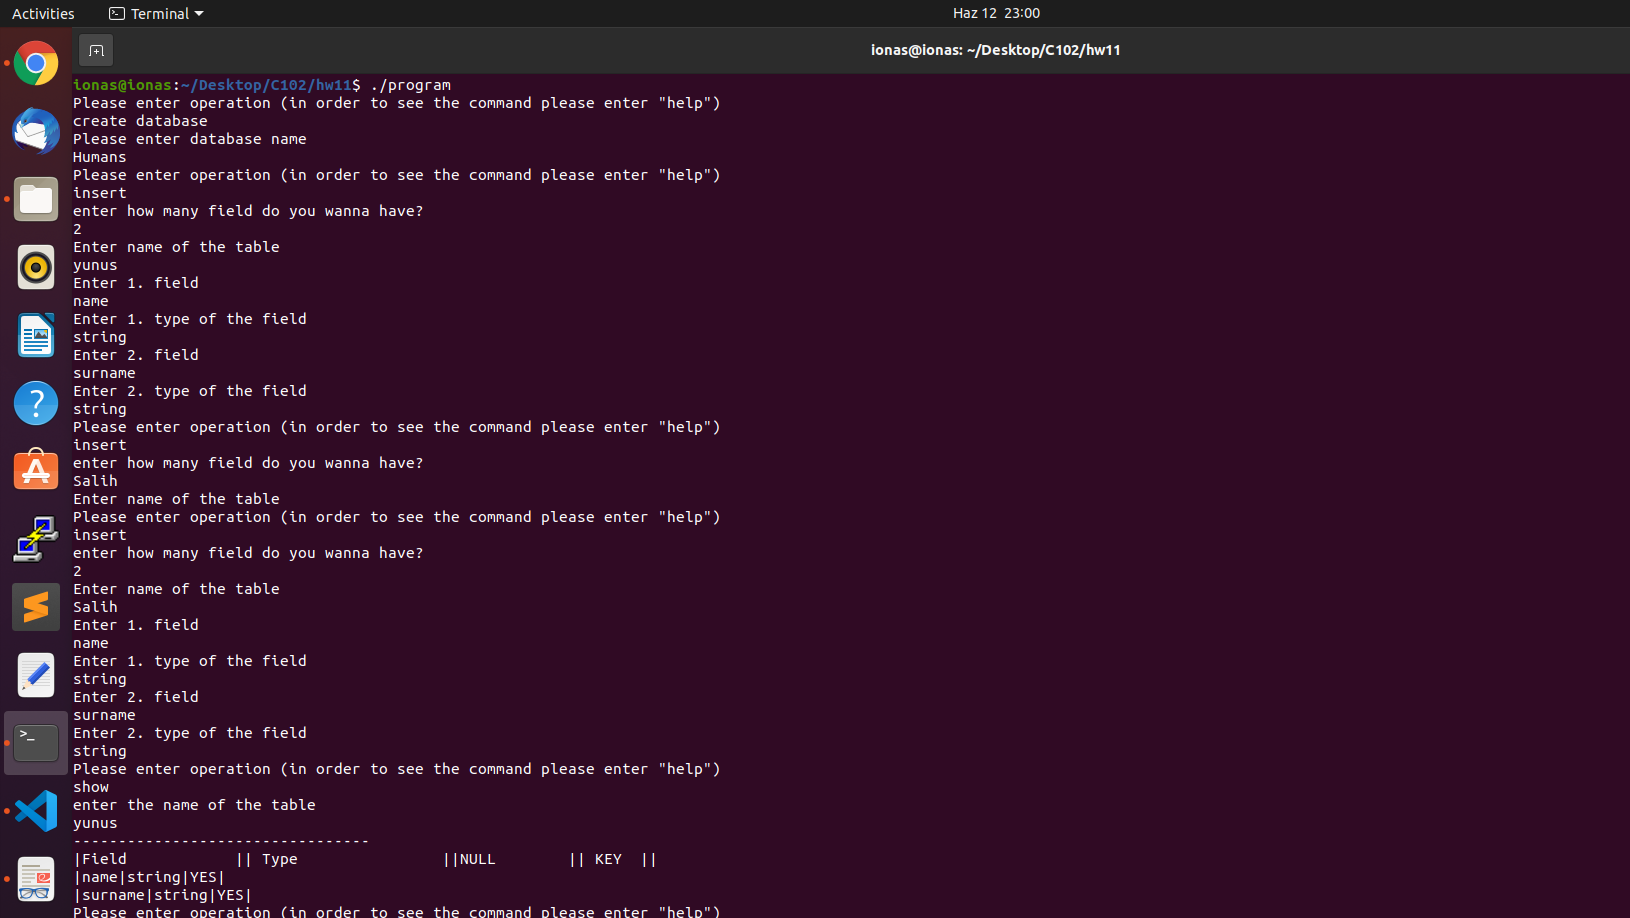 Activities Terminal Haz 12 23:00
ionas@ionas: ~/Desktop/C102/hw11
ionas@ionas:~/Desktop/C102/hw11$ ./program
Please enter operation (in order to see the command please enter "help")
create database
Please enter database name
Humans
Please enter operation (in order to see the command please enter "help")
insert
enter how many field do you wanna have?
2
Enter name of the table
yunus
Enter 1. field
name
Enter 1. type of the field
string
Enter 2. field
surname
Enter 2. type of the field
string
Please enter operation (in order to see the command please enter "help")
insert
enter how many field do you wanna have?
Salih
Enter name of the table
Please enter operation (in order to see the command please enter "help")
insert
enter how many field do you wanna have?
2
Enter name of the table
Salih
Enter 1. field
name
Enter 1. type of the field
string
Enter 2. field
surname
Enter 2. type of the field
string
Please enter operation (in order to see the command please enter "help")
show
enter the name of the table
yunus
---------------------------------
|Field            || Type                ||NULL        || KEY  ||
|name|string|YES|
|surname|string|YES|
Please enter operation (in order to see the command please enter "help")